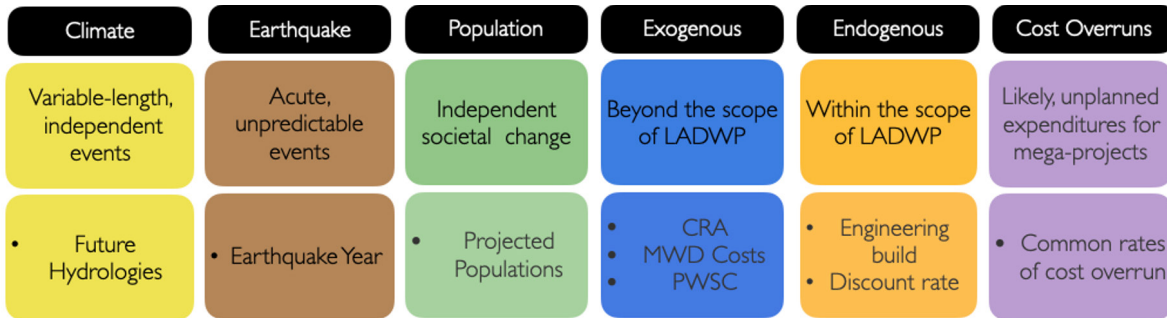 Climate
Earthquake
Population
Exogenous
Endogenous
Cost Overruns
Variable-length,
independent
events
Acute,
unpredictable
events
Independent
societal change
Beyond the scope
of LADWP
Within the scope
of LADWP
Likely, unplanned
expenditures for
mega-projects
• Future
Hydrologies
• Earthquake Year
• Projected
Populations
• CRA
• MWD Costs
• PWSC
• Engineering
build
• Discount rate
• Common rates
of cost overrun